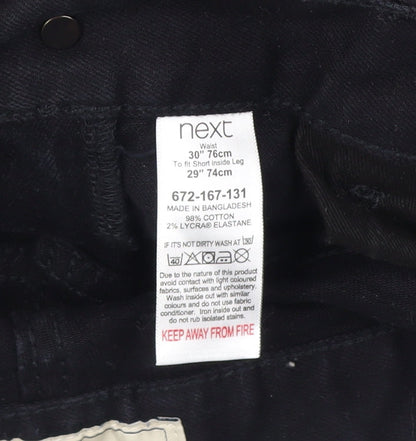 next
Waist
30" 76cm
To fit Short inside Leg
29" 74cm
672-167-131
MADE IN BANGLADESH
98% COTTON
2% LYCRA® ELASTANE
IF IT'S NOT DIRTY WASH AT 30
40
Due to the nature of this product
avoid contact with light coloured
fabrics, surfaces and upholstery.
Wash inside out with similar
colours and do not use fabric
conditioner. Iron inside out and
do not rub isolated stains.
KEEP AWAY FROM FIRE